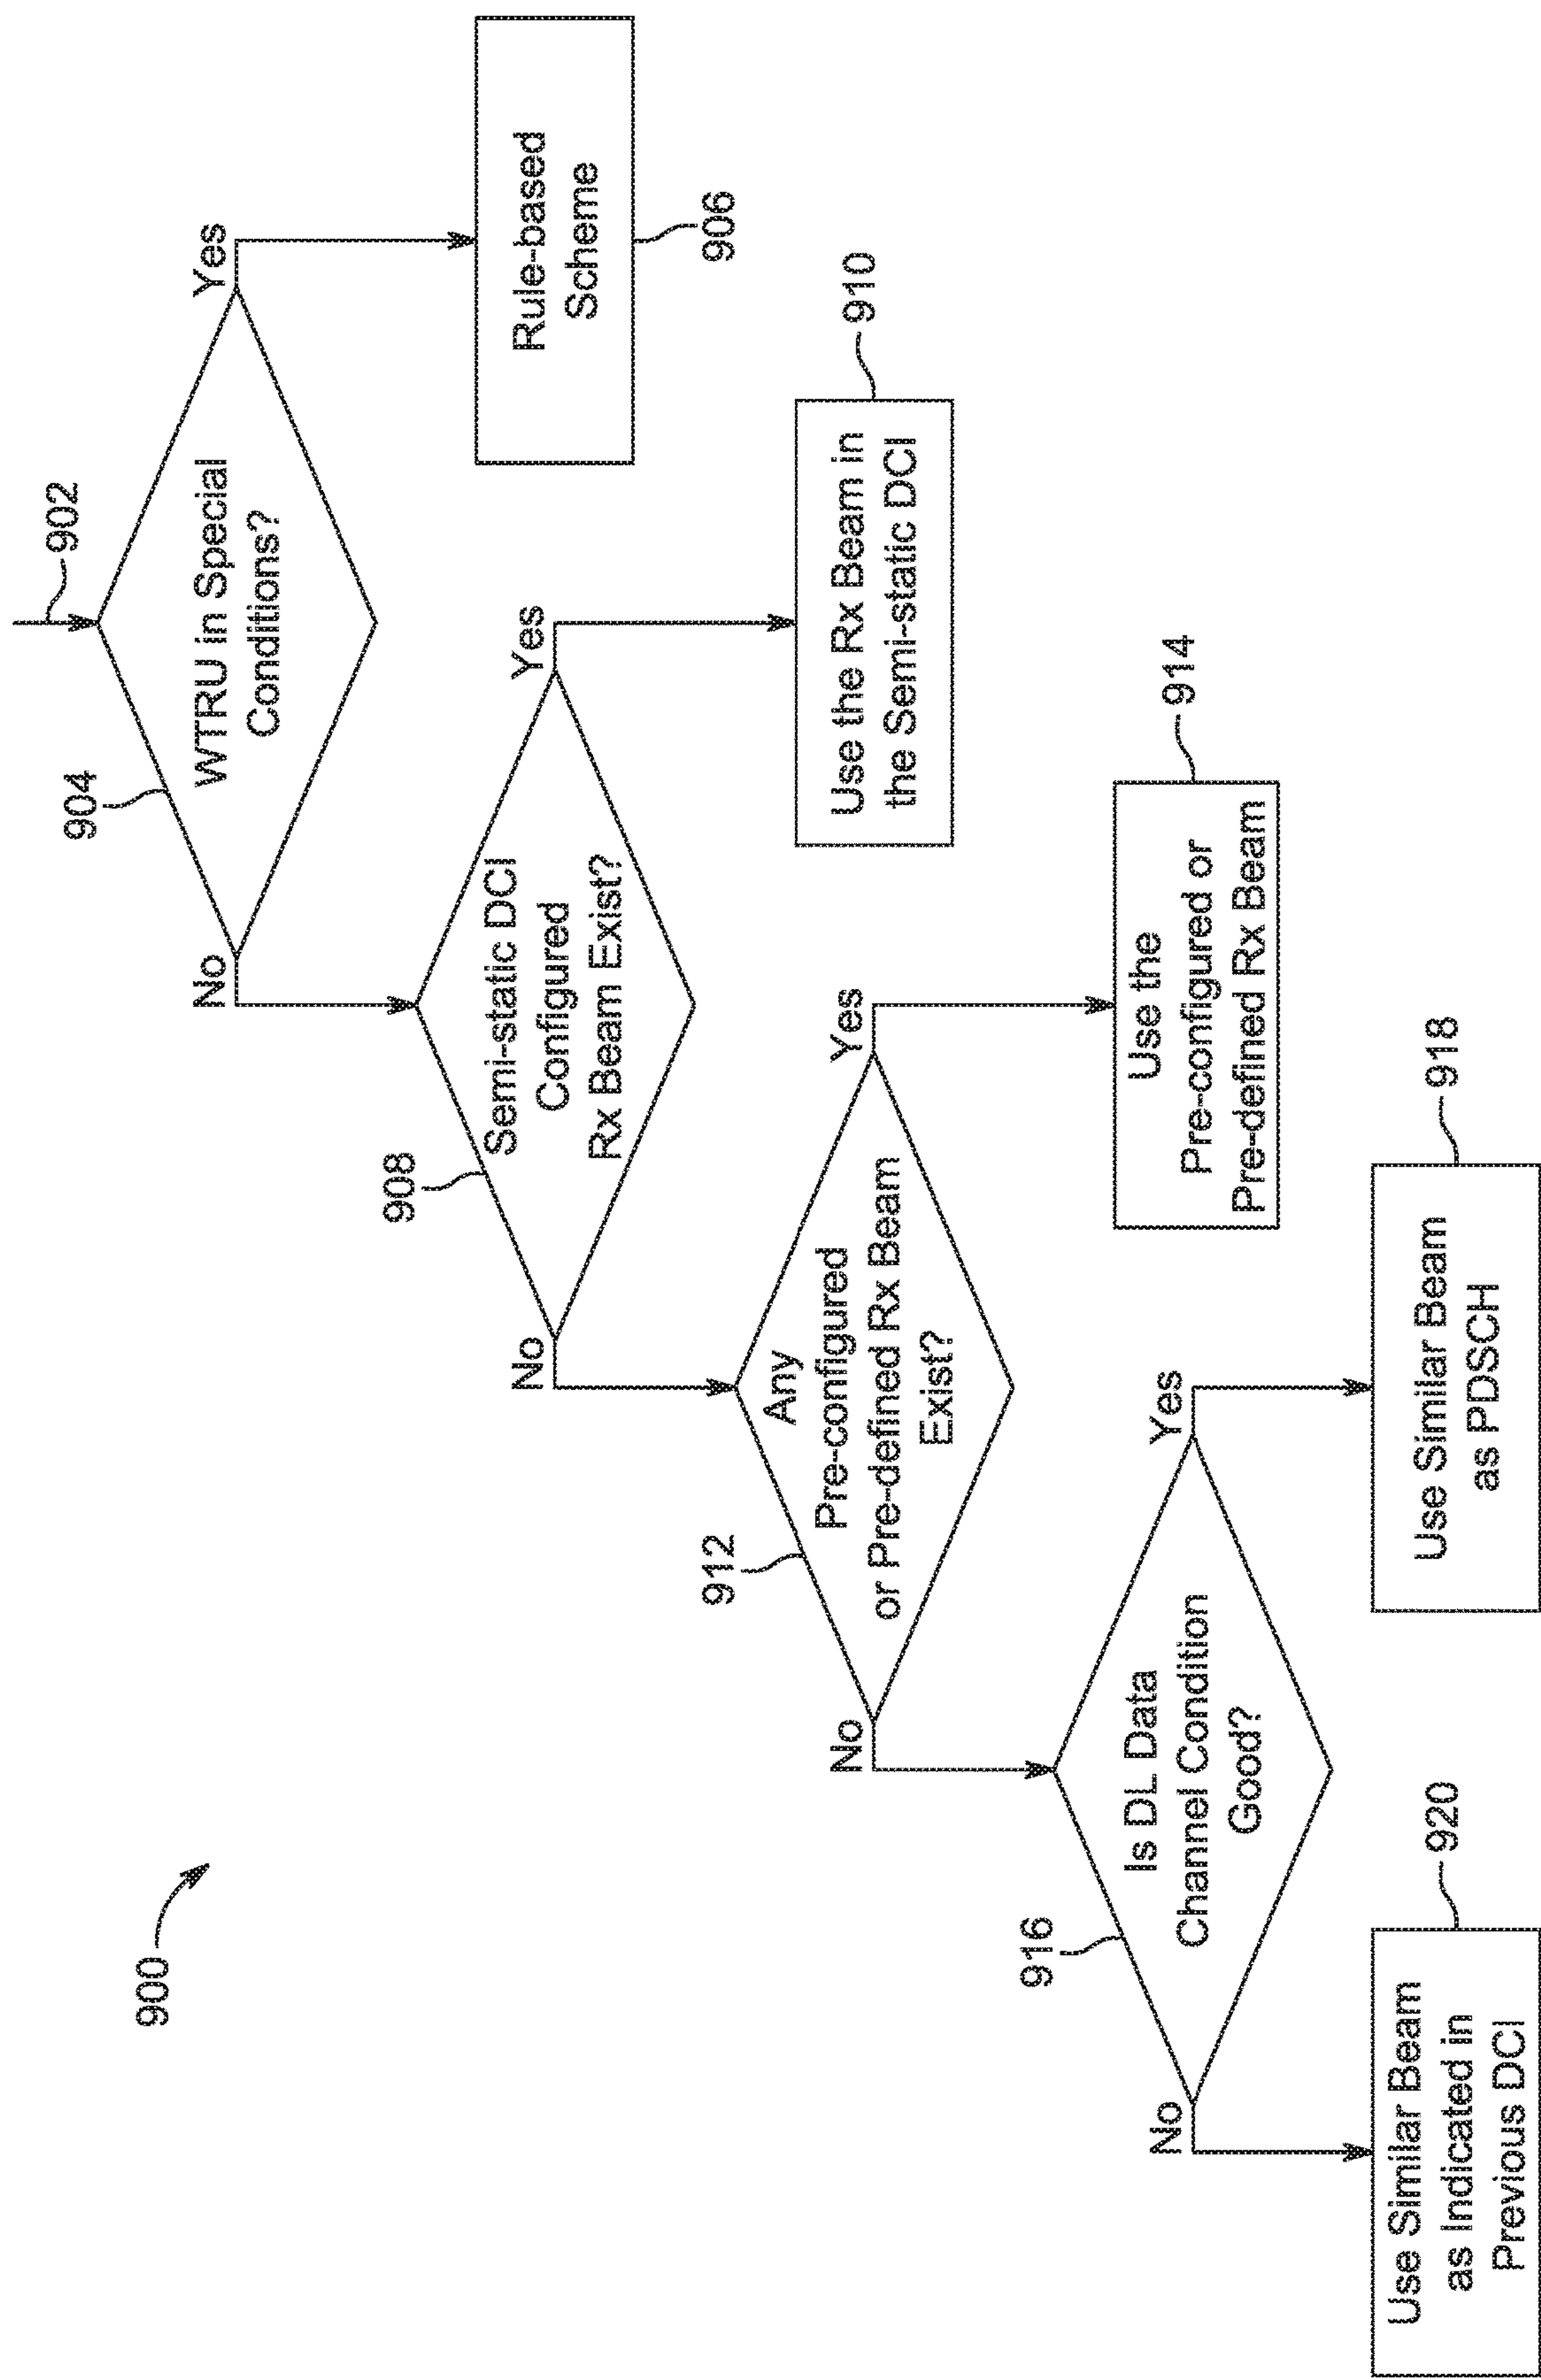 900
902
904
WTRU in Special
Conditions?
Yes
No
Rule-based
Scheme
906
908
Semi-static DCI
Configured
Rx Beam Exist?
Yes
No
Use the Rx Beam in
the Semi-static DCI
910
912
Any
Pre-configured
or Pre-defined Rx Beam
Exist?
Yes
No
Use the
Pre-configured or
Pre-defined Rx Beam
914
916
Is DL Data
Channel Condition
Good?
Yes
No
Use Similar Beam
as PDSCH
918
Use Similar Beam
as Indicated in
Previous DCI
920